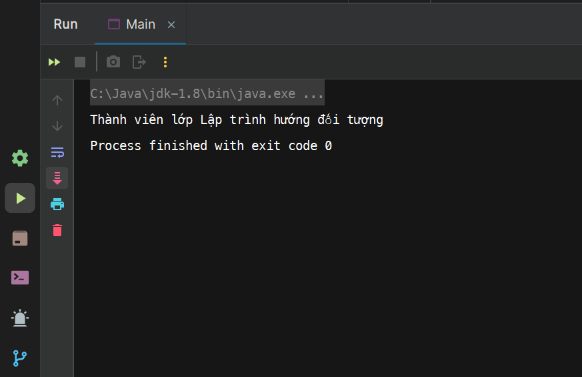 Run
Main
C:\Java\jdk-1.8\bin\java.exe ...
Thành viên lớp Lập trình hướng đối tượng
Process finished with exit code 0